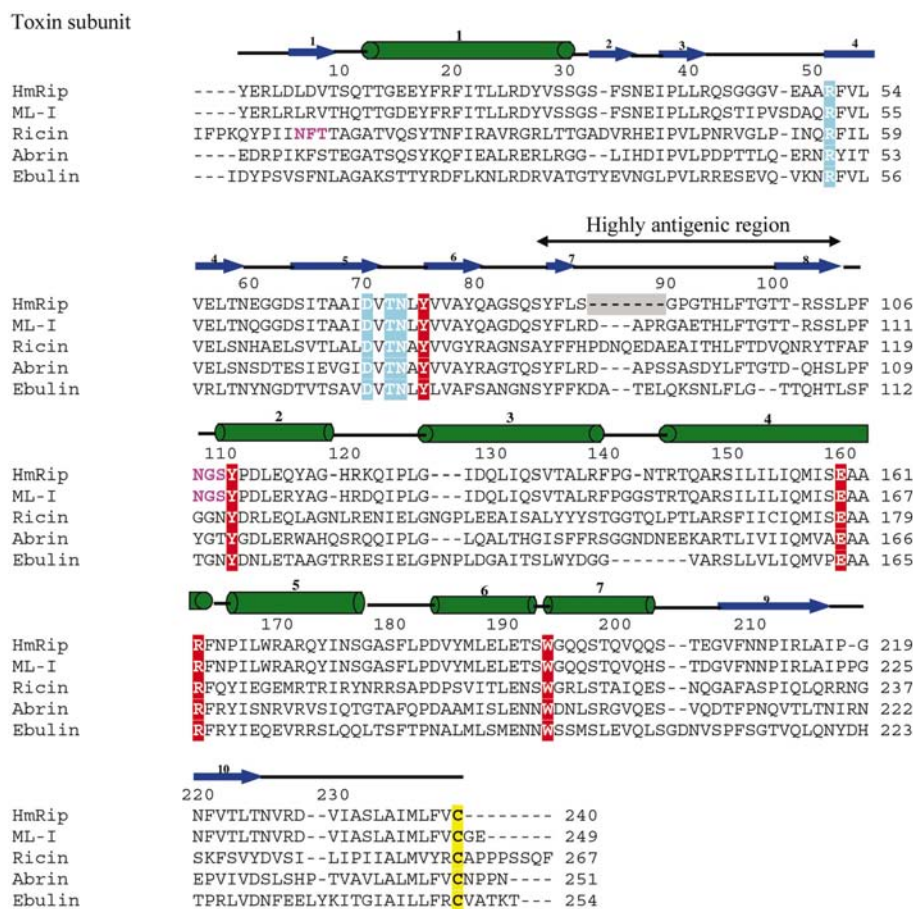 Toxin subunit
1 1 2 3 4
10 20 30 40 50
HmRip ----YERLDLDVTSQTTGEEYFRFITLLRDYVSSGS-FSNEIPLLRQSGGGV-EAARFVL 54
ML-I ----YERLRLRVTHQTTGDEYFRFITLLRDYVSSGS-FSNEIPLLRQSTIPVSDAQRFVL 55
Ricin IFPKQYPIINFTTAGATVQSYTNFIRAVRGRLTTGADVRHEIPVLPNRVGLP-INQRFIL 59
Abrin ----EDRPIKFSTEGATSQSYKQFIEALRERLRGG--LIHDIPVLPDPTTLQ-ERNRYIT 53
Ebulin ---IDYPSVSFNLAGAKSTTYRDFLKNLRDRVATGTYEVNGLPVLRRESEVQ-VKNRFVL 56
Highly antigenic region
4 5 6 7 8
60 70 80 90 100
HmRip VELTNEGGDSITAAIDVTNLYVVAYQAGSQSYFLS-------GPGTHLFTGTT-RSSLPF 106
ML-I VELTNQGGDSITAAIDVTNLYVVAYQAGDQSYFLRD---APRGAETHLFTGTT-RSSLPF 111
Ricin VELSNHAELSVTLALDVTNAYVVGYRAGNSAYFFHPDNQEDAEAITHLFTDVQNRYTFAF 119
Abrin VELSNSDTESIEVGIDVTNAYVVAYRAGTQSYFLRD---APSSASDYLFTGTD-QHSLPF 109
Ebulin VRLTNYNGDTVTSAVDVTNLYLVAFSANGNSYFFKDA---TELQKSNLFLG--TTQHTLSF 112
2 3 4
110 120 130 140 150 160
HmRip NGSYPDLEQYAG-HRKQIPLG---IDQLIQSVTALRFPG-NTRTQARSILILIQMISEAA 161
ML-I NGSYPDLERYAG-HRDQIPLG---IDQLIQSVTALRFPGGSTRTQARSILILIQMISEAA 167
Ricin GGNYDRLEQLAGNLRENIELGNGPLEEAISALYYYSTGGTQLPTLARSFIICIQMISEAA 179
Abrin YGTYGDLERWAHQSRQQIPLG---LQALTHGISFFRSGGNDNEEKARTLIVIIQMVAEAA 166
Ebulin TGNYDNLETAAGTRRESIELGPNPLDGAITSLWYDGG------VARSLLVLIQMVPEAA 165
5 6 7 9
170 180 190 200 210
HmRip RFNPILWRARQYINSGASFLPDVYMLELETSWGQQSTQVQQS--TEGVFNNPIRLAIP-G 219
ML-I RFNPILWRARQYINSGASFLPDVYMLELETSWGQQSTQVQHS--TDGVFNNPIRLAIPPG 225
Ricin RFQYIEGEMRTRIRYNRRSAPDPSVITLENSWGRLSTAIQES--NQGAFASPIQLQRRNG 237
Abrin RFRYISNRVRVSIQTGTAFQPDAAMISLENNWDNLSRGVQES--VQDTFPNQVTLTNIRN 222
Ebulin RFRYIEQEVRRSLQQLTSFTPNALMLSMENNWSSMSLEVQLSGDNVSPFSGTVQLQNYDH 223
10
220 230
HmRip NFVTLTNVRD--VIASLAIMLFVC-------- 240
ML-I NFVTLTNVRD--VIASLAIMLFVCGE------ 249
Ricin SKFSVYDVSI--LIPIIALMVYRCAPPPSSQF 267
Abrin EPVIVDSLSHP-TVAVLALMLFVCNPPN---- 251
Ebulin TPRLVDNFEELYKITGIAILLFRCVATKT--- 254